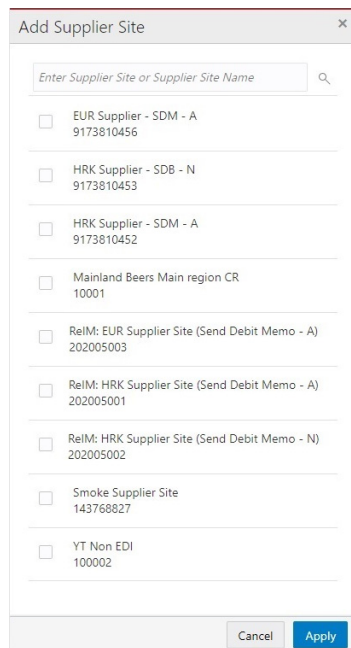 Add Supplier Site
Enter Supplier Site or Supplier Site Name
EUR Supplier - SDM - A
9173810456
HRK Supplier - SDB - N
9173810453
HRK Supplier - SDM - A
9173810452
Mainland Beers Main region CR
10001
ReIM: EUR Supplier Site (Send Debit Memo - A)
202005003
ReIM: HRK Supplier Site (Send Debit Memo - A)
202005001
ReIM: HRK Supplier Site (Send Debit Memo - N)
202005002
Smoke Supplier Site
143768827
YT Non EDI
100002
Cancel Apply